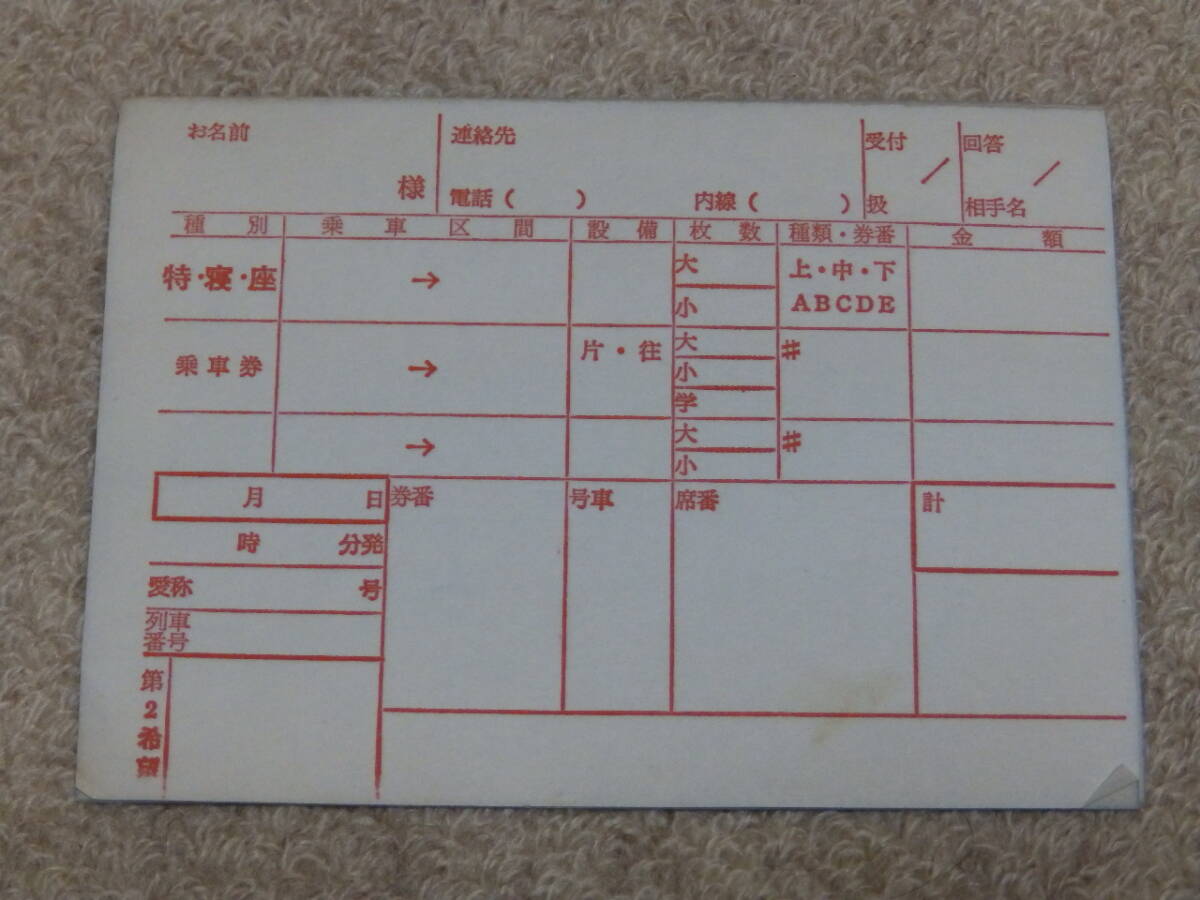 お名前 様
連絡先
電話( ) 内線( )
受付 /
扱
回答 /
相手名
種別 乗車区間 設備 枚数 種類・券番 金額
特・寝・座 → 大 小 上・中・下 ABCDE
乗車券 → 片・往 大 小 学 #
→ 大 小 #
月 日
時 分発
愛称 号
列車番号
第2希望
券番 号車 席番 計